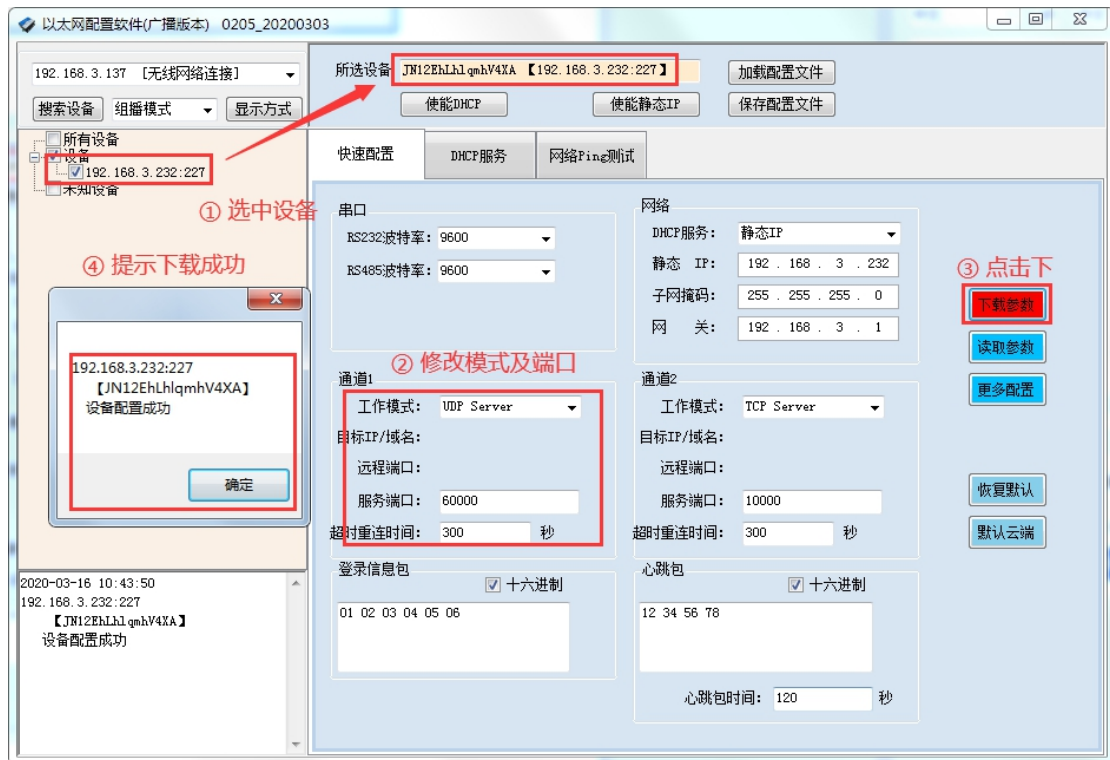 以太网配置软件(广播版本) 0205_20200303
192.168.3.137 [无线网络连接]
搜索设备 组播模式 显示方式
所有设备
设备
192.168.3.232:227
未知设备
① 选中设备
所选设备 JN12EhLhlqmhV4XA 【192.168.3.232:227】 加载配置文件
使能DHCP 使能静态IP 保存配置文件
快速配置 DHCP服务 网络Ping测试
串口
RS232波特率: 9600
RS485波特率: 9600
网络
DHCP服务: 静态IP
静态 IP: 192 . 168 . 3 . 232
子网掩码: 255 . 255 . 255 . 0
网 关: 192 . 168 . 3 . 1
③ 点击下
下载参数
读取参数
更多配置
恢复默认
默认云端
④ 提示下载成功
192.168.3.232:227
【JN12EhLhlqmhV4XA】
设备配置成功
确定
② 修改模式及端口
通道1
工作模式: UDP Server
目标IP/域名:
远程端口:
服务端口: 60000
超时重连时间: 300 秒
通道2
工作模式: TCP Server
目标IP/域名:
远程端口:
服务端口: 10000
超时重连时间: 300 秒
登录信息包
十六进制
01 02 03 04 05 06
心跳包
十六进制
12 34 56 78
心跳包时间: 120 秒
2020-03-16 10:43:50
192.168.3.232:227
【JN12EhLhlqmhV4XA】
设备配置成功